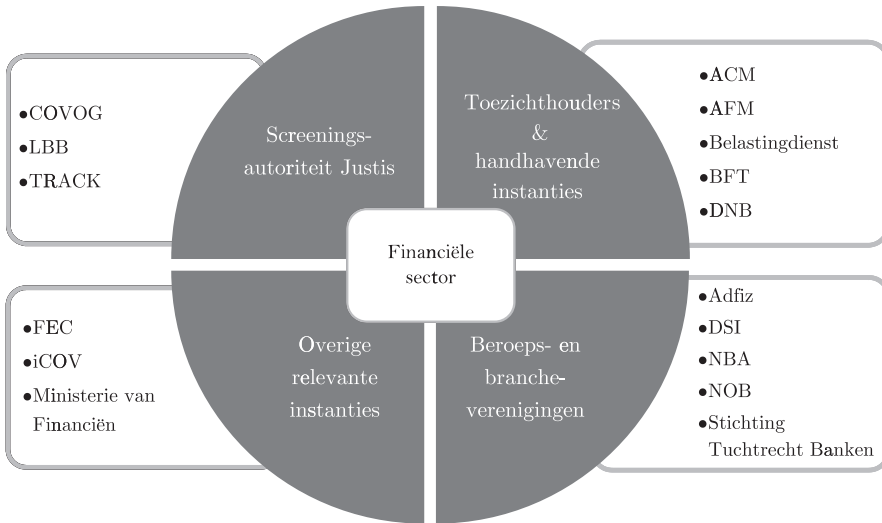 •COVOG
•LBB
•TRACK
Screenings-
autoriteit Justis
Toezichthouders
&
handhavende
instanties
•ACM
•AFM
•Belastingdienst
•BFT
•DNB
Financiële
sector
•FEC
•iCOV
•Ministerie van
Financiën
Overige
relevante
instanties
Beroeps- en
branche-
verenigingen
•Adfiz
•DSI
•NBA
•NOB
•Stichting
Tuchtrecht Banken